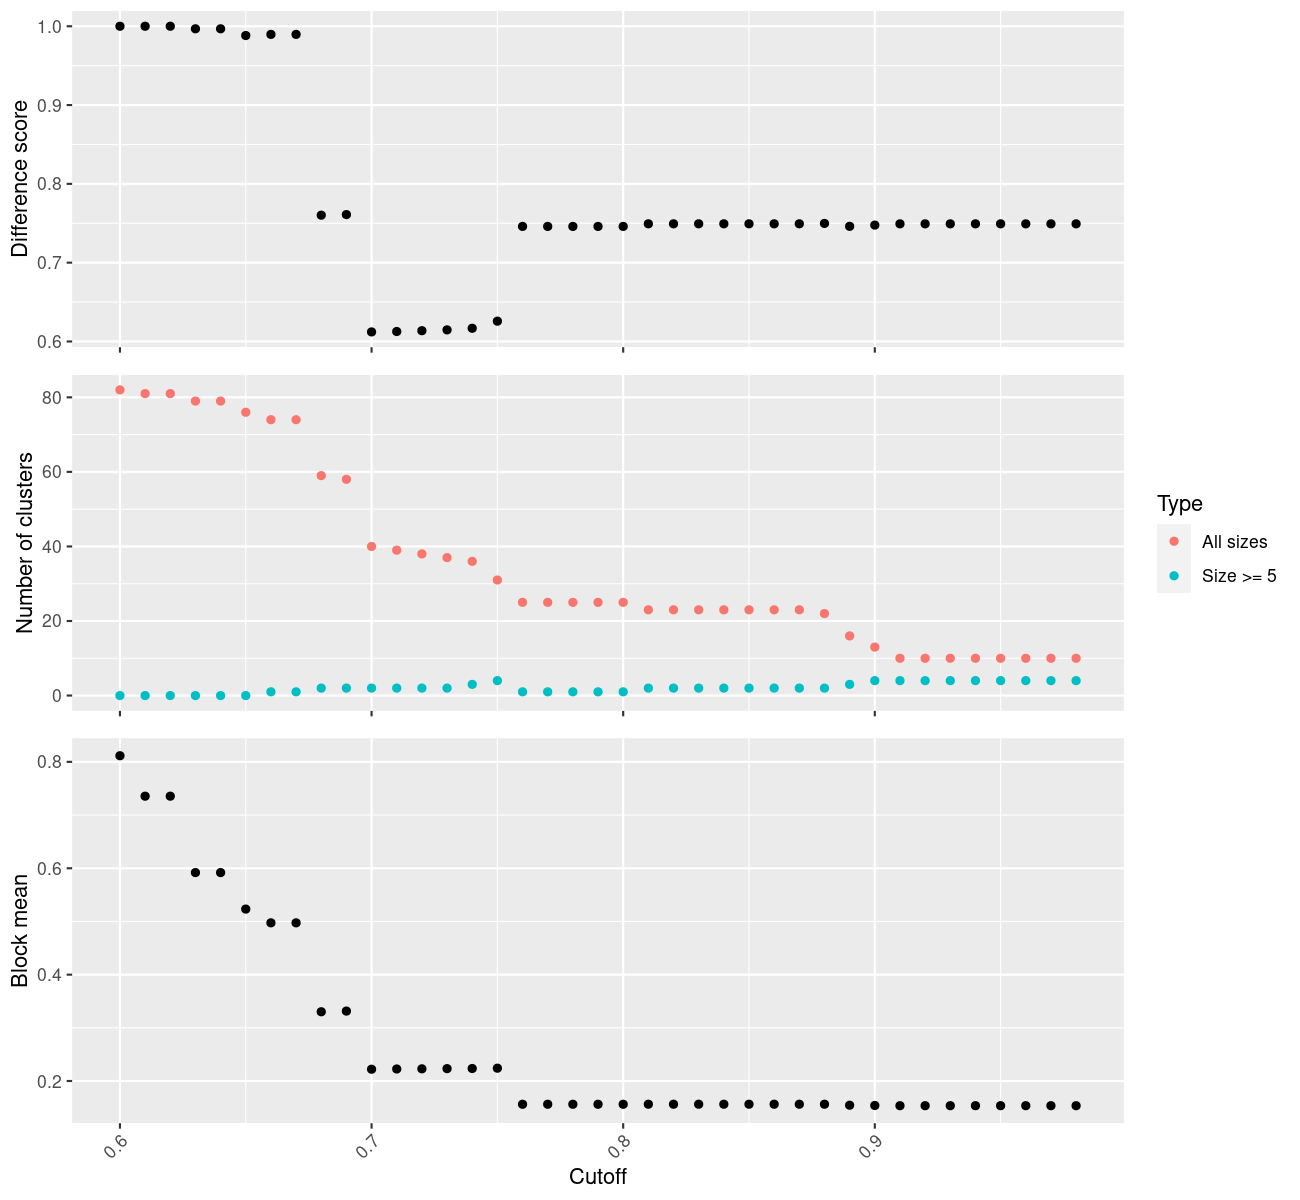 Difference score
1.0
0.9
0.8
0.7
0.6
Number of clusters
80
60
40
20
0
Type
All sizes
Size >= 5
Block mean
0.8
0.6
0.4
0.2
0.6
0.7
0.8
0.9
Cutoff